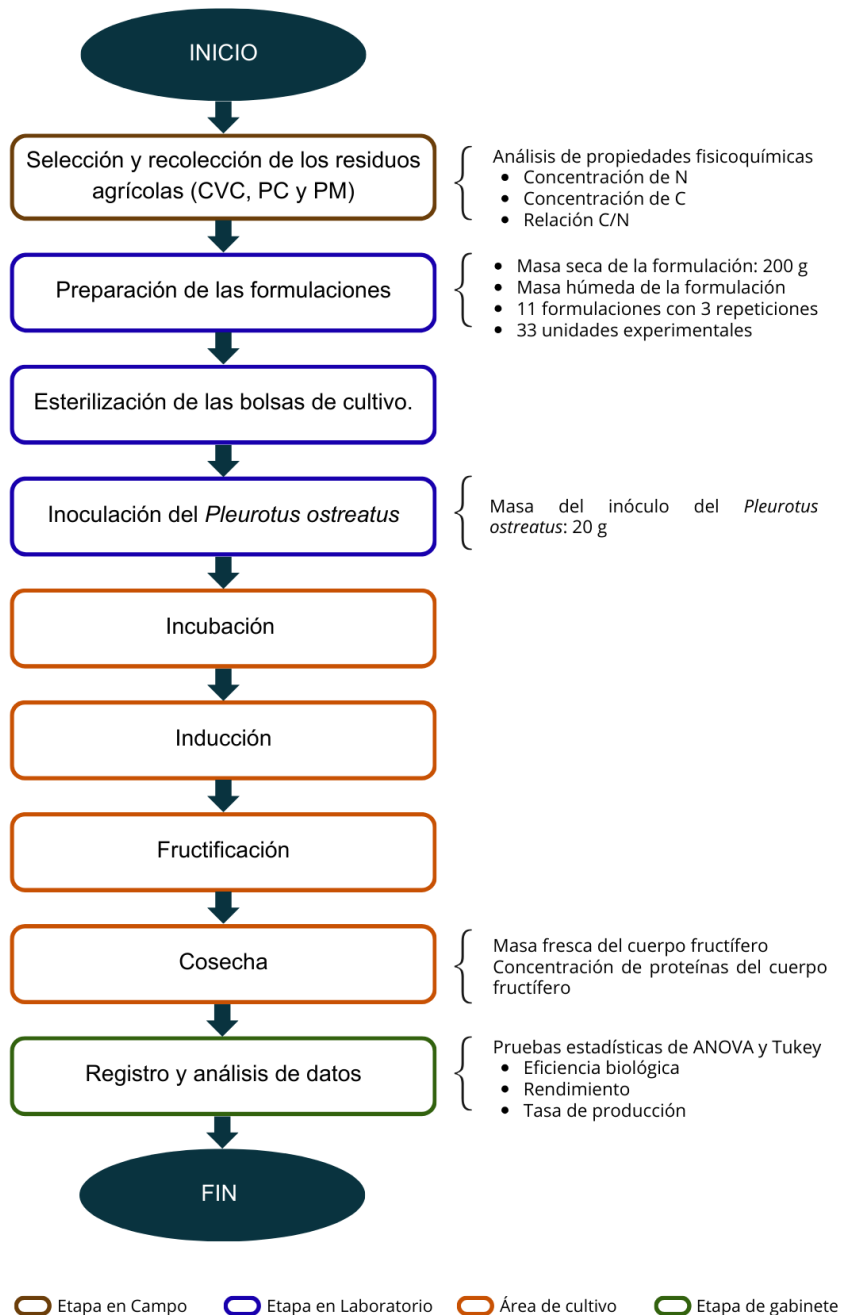 INICIO
Selección y recolección de los residuos
agrícolas (CVC, PC y PM)
Análisis de propiedades fisicoquímicas
• Concentración de N
• Concentración de C
• Relación C/N
Preparación de las formulaciones
• Masa seca de la formulación: 200 g
• Masa húmeda de la formulación
• 11 formulaciones con 3 repeticiones
• 33 unidades experimentales
Esterilización de las bolsas de cultivo.
Inoculación del Pleurotus ostreatus
Masa del inóculo del Pleurotus
ostreatus: 20 g
Incubación
Inducción
Fructificación
Cosecha
Masa fresca del cuerpo fructífero
Concentración de proteínas del cuerpo
fructífero
Registro y análisis de datos
Pruebas estadísticas de ANOVA y Tukey
• Eficiencia biológica
• Rendimiento
• Tasa de producción
FIN
Etapa en Campo Etapa en Laboratorio Área de cultivo Etapa de gabinete